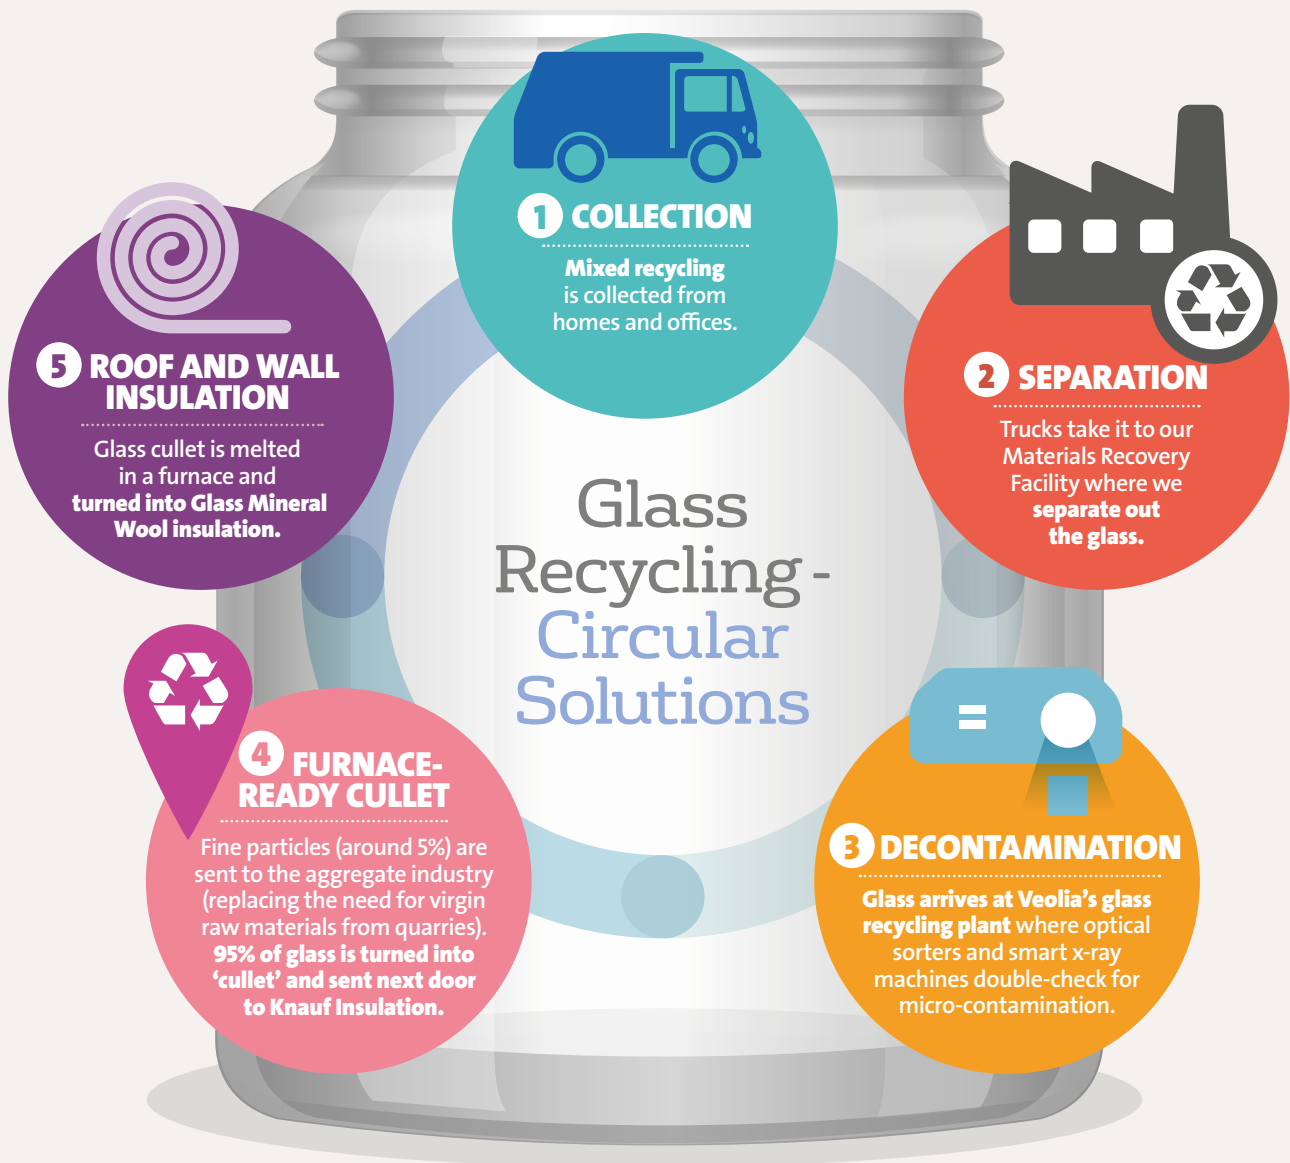 Glass
Recycling -
Circular
Solutions
1 COLLECTION
Mixed recycling
is collected from
homes and offices.
2 SEPARATION
Trucks take it to our
Materials Recovery
Facility where we
separate out
the glass.
3 DECONTAMINATION
Glass arrives at Veolia’s glass
recycling plant where optical
sorters and smart x-ray
machines double-check for
micro-contamination.
4 FURNACE-
READY CULLET
Fine particles (around 5%) are
sent to the aggregate industry
(replacing the need for virgin
raw materials from quarries).
95% of glass is turned into
‘cullet’ and sent next door
to Knauf Insulation.
5 ROOF AND WALL
INSULATION
Glass cullet is melted
in a furnace and
turned into Glass Mineral
Wool insulation.